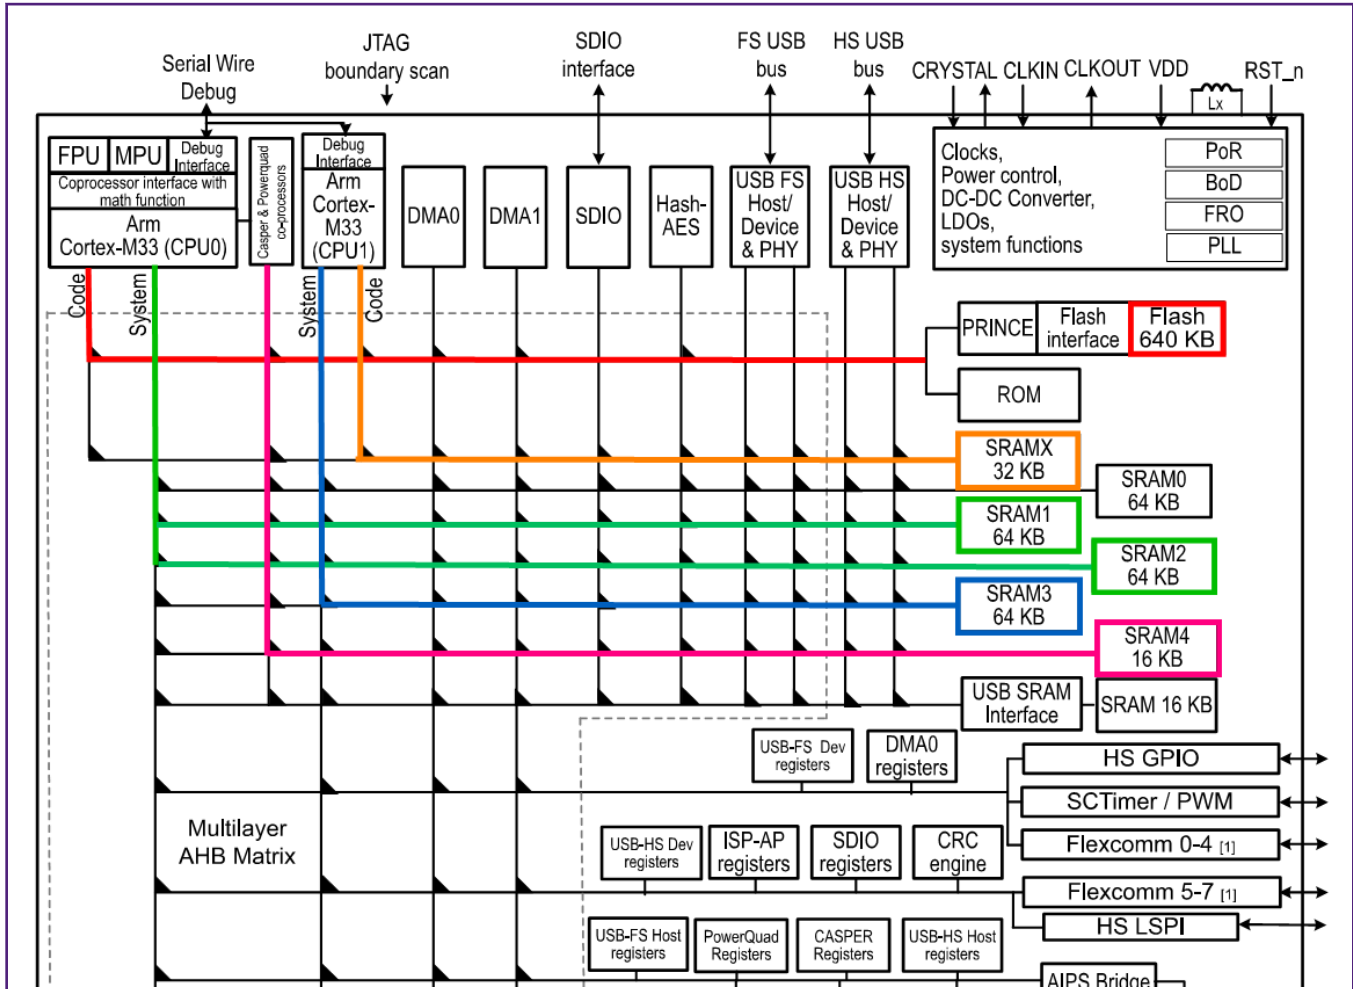 Serial Wire
Debug
JTAG
boundary scan
SDIO
interface
FS USB
bus
HS USB
bus
CRYSTAL
CLKIN
CLKOUT
VDD
Lx
RST_n
FPU
MPU
Debug
Interface
Coprocessor interface with
math function
Arm
Cortex-M33 (CPU0)
Casper & Powerquad
co-processors
Debug
Interface
Arm
Cortex-
M33
(CPU1)
DMA0
DMA1
SDIO
Hash-
AES
USB FS
Host/
Device
& PHY
USB HS
Host/
Device
& PHY
Clocks,
Power control,
DC-DC Converter,
LDOs,
system functions
PoR
BoD
FRO
PLL
Code
System
System
Code
PRINCE
Flash
interface
Flash
640 KB
ROM
SRAMX
32 KB
SRAM0
64 KB
SRAM1
64 KB
SRAM2
64 KB
SRAM3
64 KB
SRAM4
16 KB
USB SRAM
Interface
SRAM 16 KB
USB-FS Dev
registers
DMA0
registers
HS GPIO
SCTimer / PWM
Flexcomm 0-4 [1]
Multilayer
AHB Matrix
USB-HS Dev
registers
ISP-AP
registers
SDIO
registers
CRC
engine
Flexcomm 5-7 [1]
HS LSPI
USB-FS Host
registers
PowerQuad
Registers
CASPER
Registers
USB-HS Host
registers
AIPS Bridge